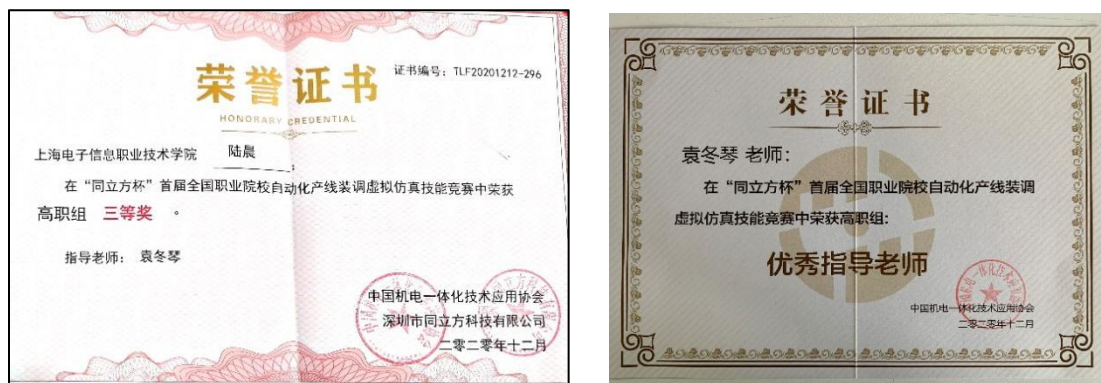 荣誉证书
证书编号：TLF20201212-296
HONORARY CREDENTIAL
上海电子信息职业技术学院 陆晨 ：
在“同立方杯”首届全国职业院校自动化产线装调虚拟仿真技能竞赛中荣获
高职组 三等奖 。
指导老师： 袁冬琴
中国机电一体化技术应用协会
深圳市同立方科技有限公司
二零二零年十二月
荣誉证书
袁冬琴 老师：
在“同立方杯”首届全国职业院校自动化产线装调
虚拟仿真技能竞赛中荣获高职组：
优秀指导老师
中国机电一体化技术应用协会
二零二零年十二月